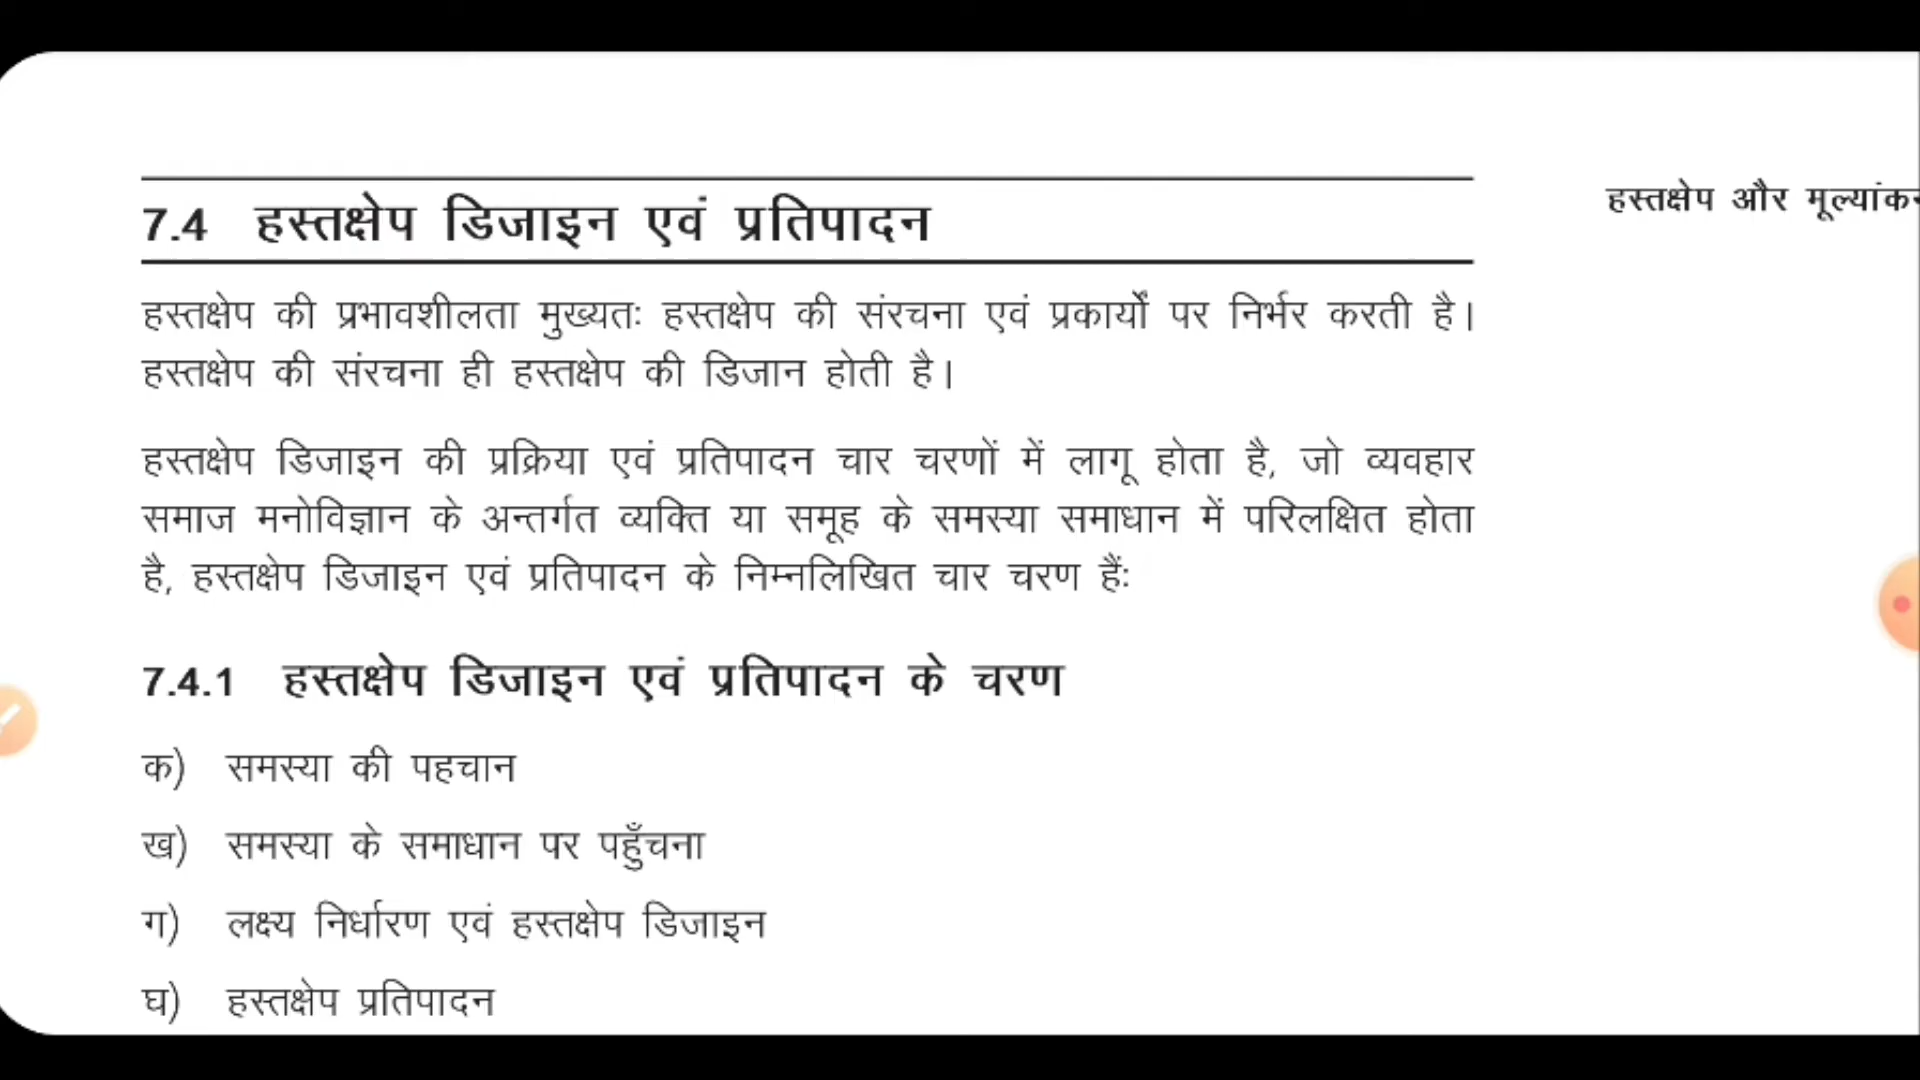 7.4 हस्तक्षेप डिजाइन एवं प्रतिपादन
हस्तक्षेप और मूल्यांकन
हस्तक्षेप की प्रभावशीलता मुख्यतः हस्तक्षेप की संरचना एवं प्रकार्यों पर निर्भर करती है।
हस्तक्षेप की संरचना ही हस्तक्षेप की डिजान होती है।
हस्तक्षेप डिजाइन की प्रक्रिया एवं प्रतिपादन चार चरणों में लागू होता है, जो व्यवहार
समाज मनोविज्ञान के अन्तर्गत व्यक्ति या समूह के समस्या समाधान में परिलक्षित होता
है, हस्तक्षेप डिजाइन एवं प्रतिपादन के निम्नलिखित चार चरण हैंः
7.4.1 हस्तक्षेप डिजाइन एवं प्रतिपादन के चरण
क) समस्या की पहचान
ख) समस्या के समाधान पर पहुँचना
ग) लक्ष्य निर्धारण एवं हस्तक्षेप डिजाइन
घ) हस्तक्षेप प्रतिपादन